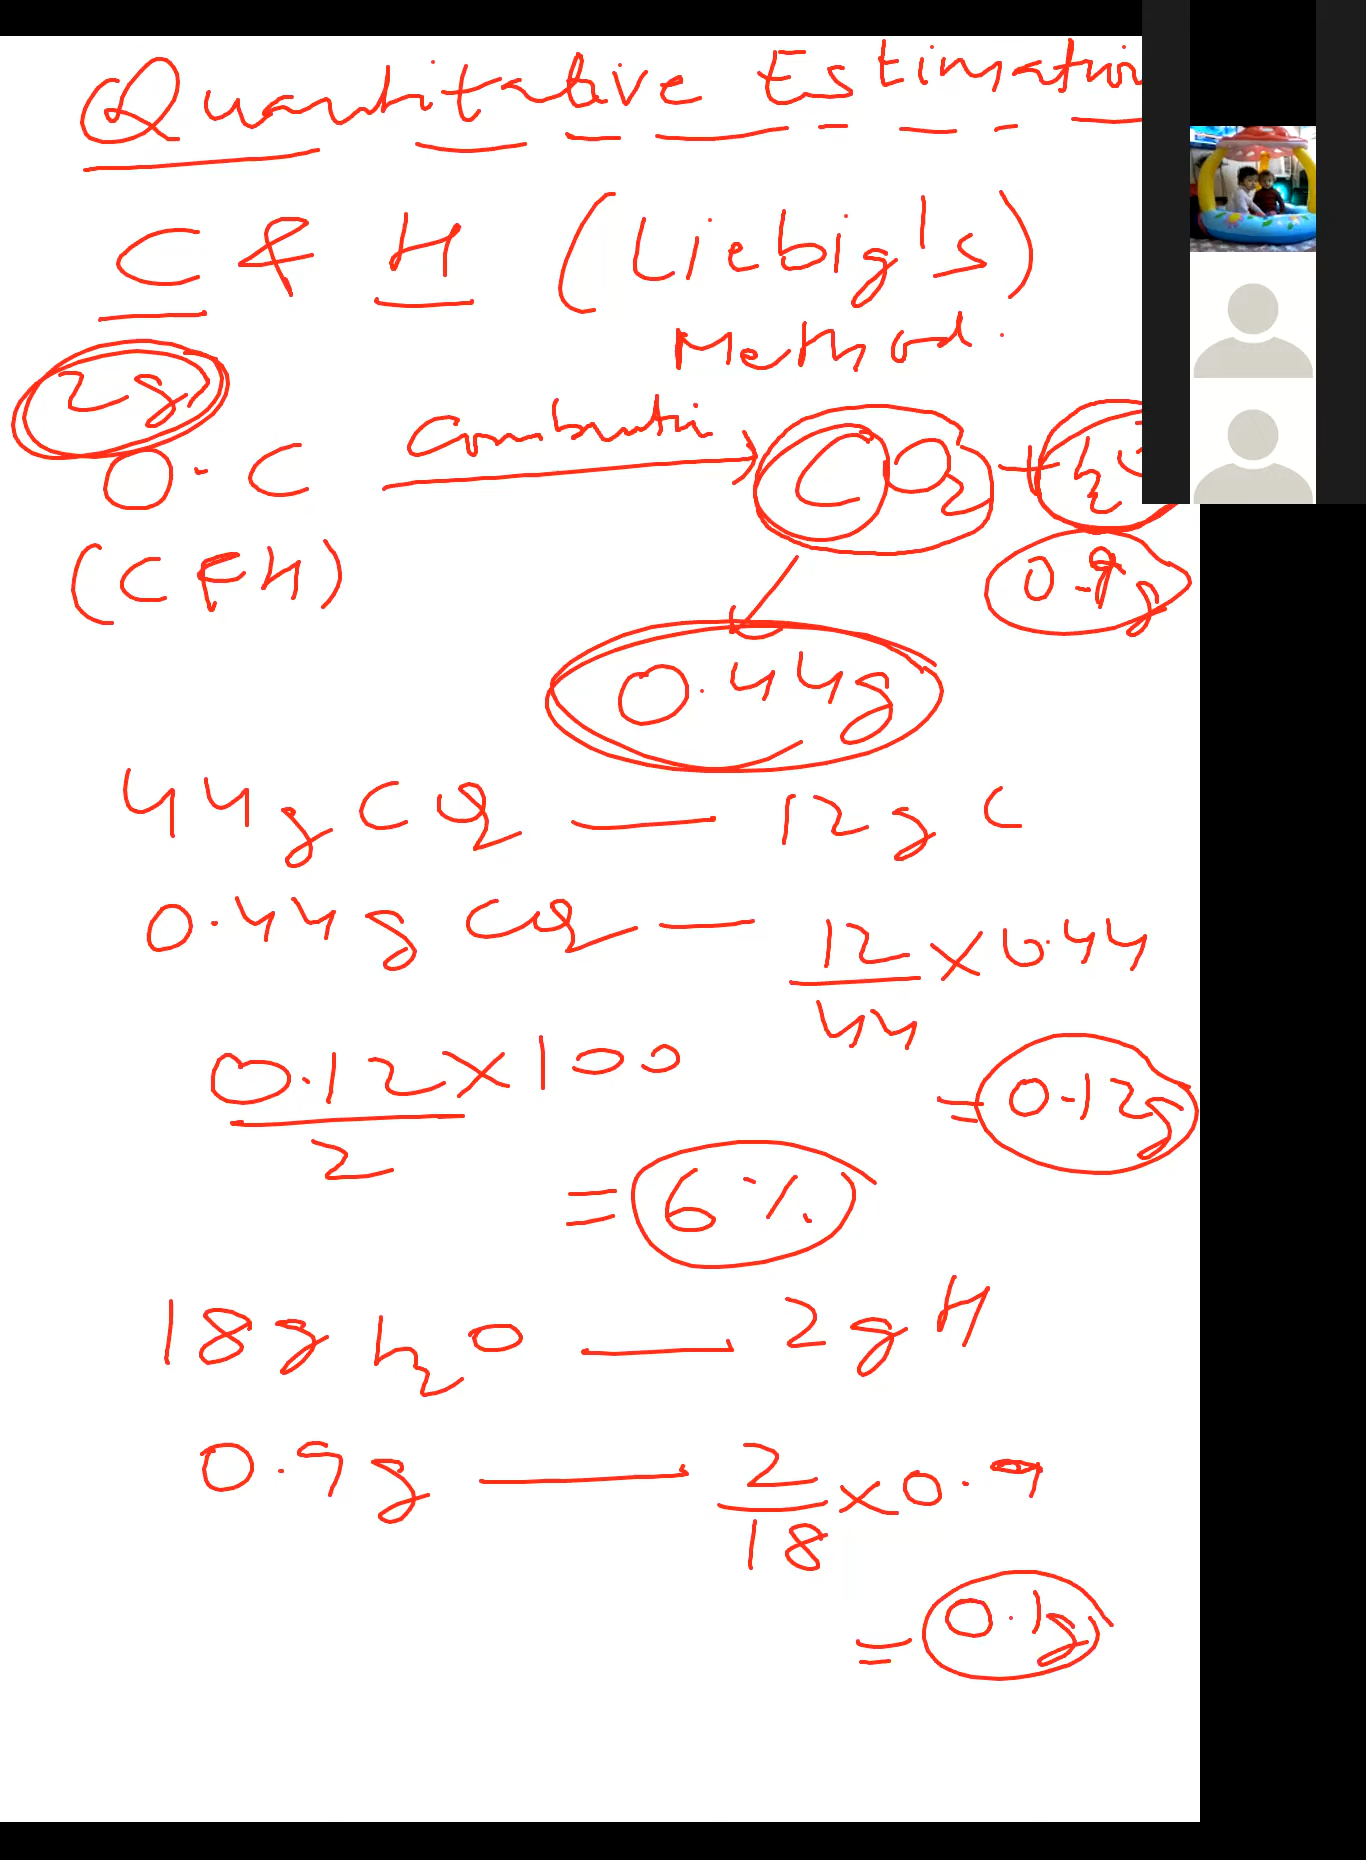 Quantitative Estimation
C & H (Liebig's)
Method.
2g
O.C Combusti CO2 + H2O
(C & H) 0.9g
0.44g
44g CO2 — 12g C
0.44g CO2 — 12/44 × 0.44
= 0.12g
0.12 × 100 / 2
= 6%
18g H2O — 2g H
0.9g — 2/18 × 0.9
= 0.1g